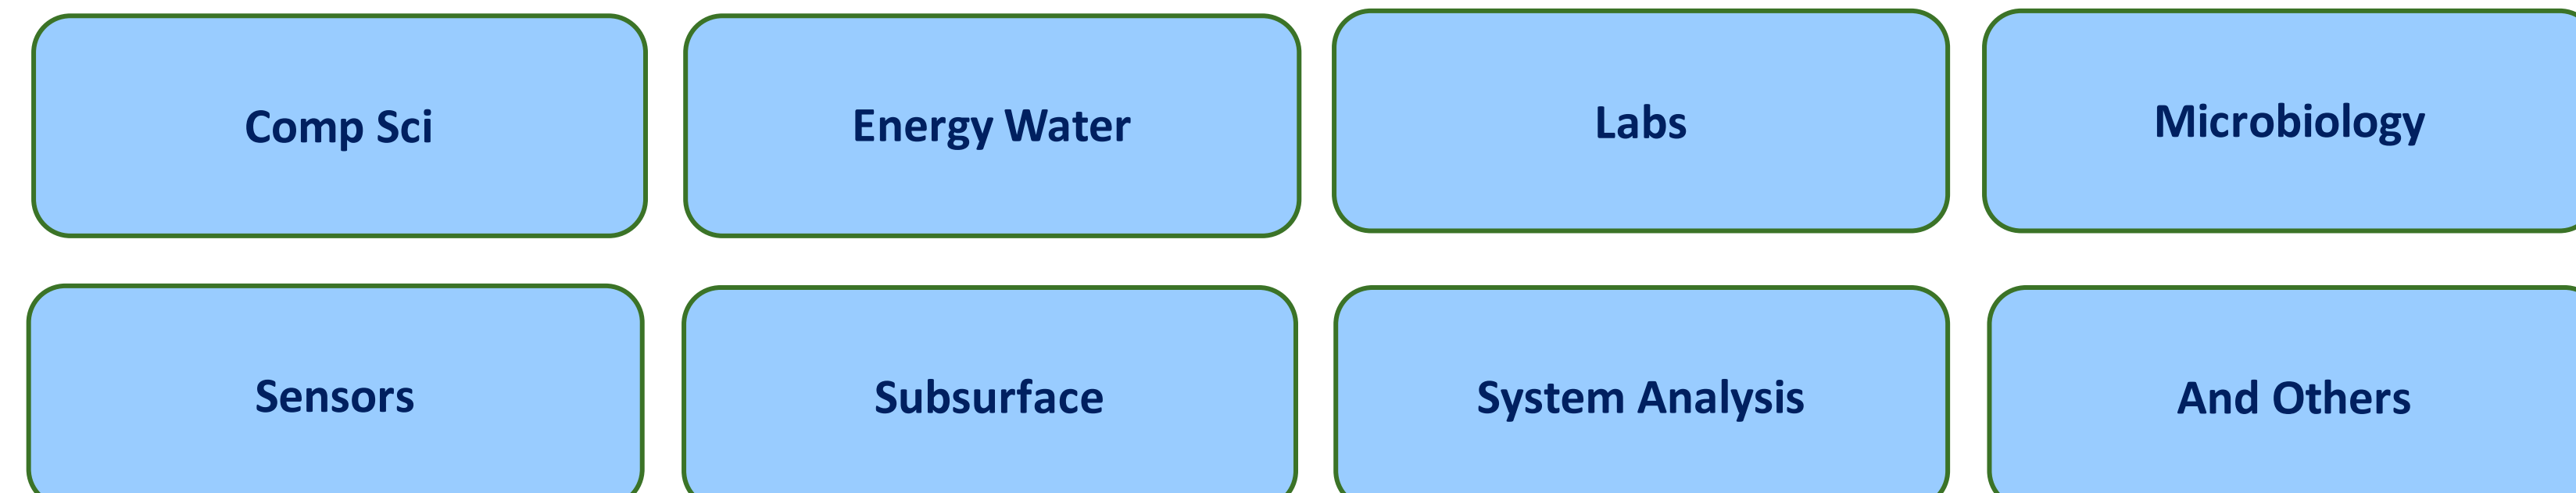 Comp Sci
Energy Water
Labs
Microbiology
Sensors
Subsurface
System Analysis
And Others